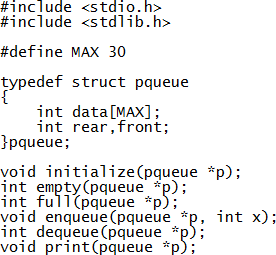 #include <stdio.h>
#include <stdlib.h>
#define MAX 30
typedef struct pqueue
{
    int data[MAX];
    int rear,front;
}pqueue;
void initialize(pqueue *p);
int empty(pqueue *p);
int full(pqueue *p);
void enqueue(pqueue *p, int x);
int dequeue(pqueue *p);
void print(pqueue *p);